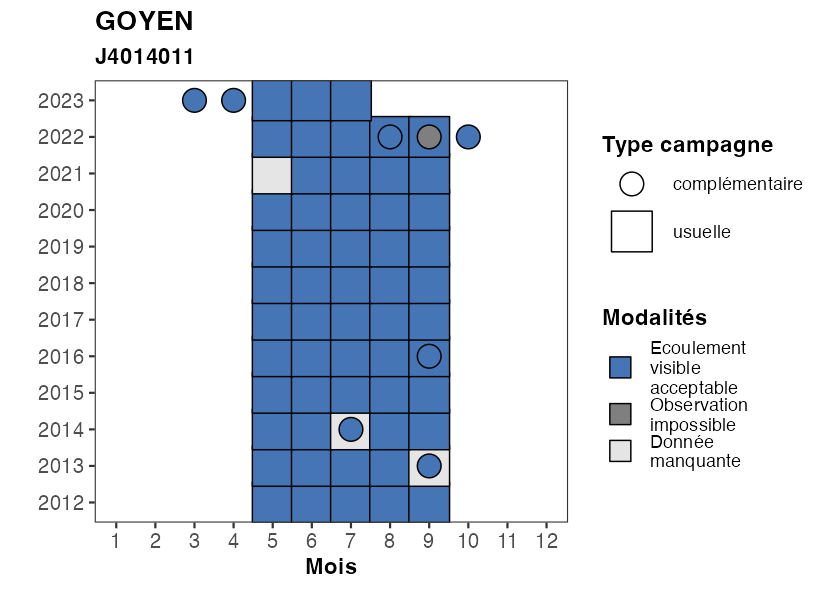 GOYEN
J4014011
2023
2022
2021
2020
2019
2018
2017
2016
2015
2014
2013
2012
1 2 3 4 5 6 7 8 9 10 11 12
Mois
Type campagne
complémentaire
usuelle
Modalités
Ecoulement
visible
acceptable
Observation
impossible
Donnée
manquante